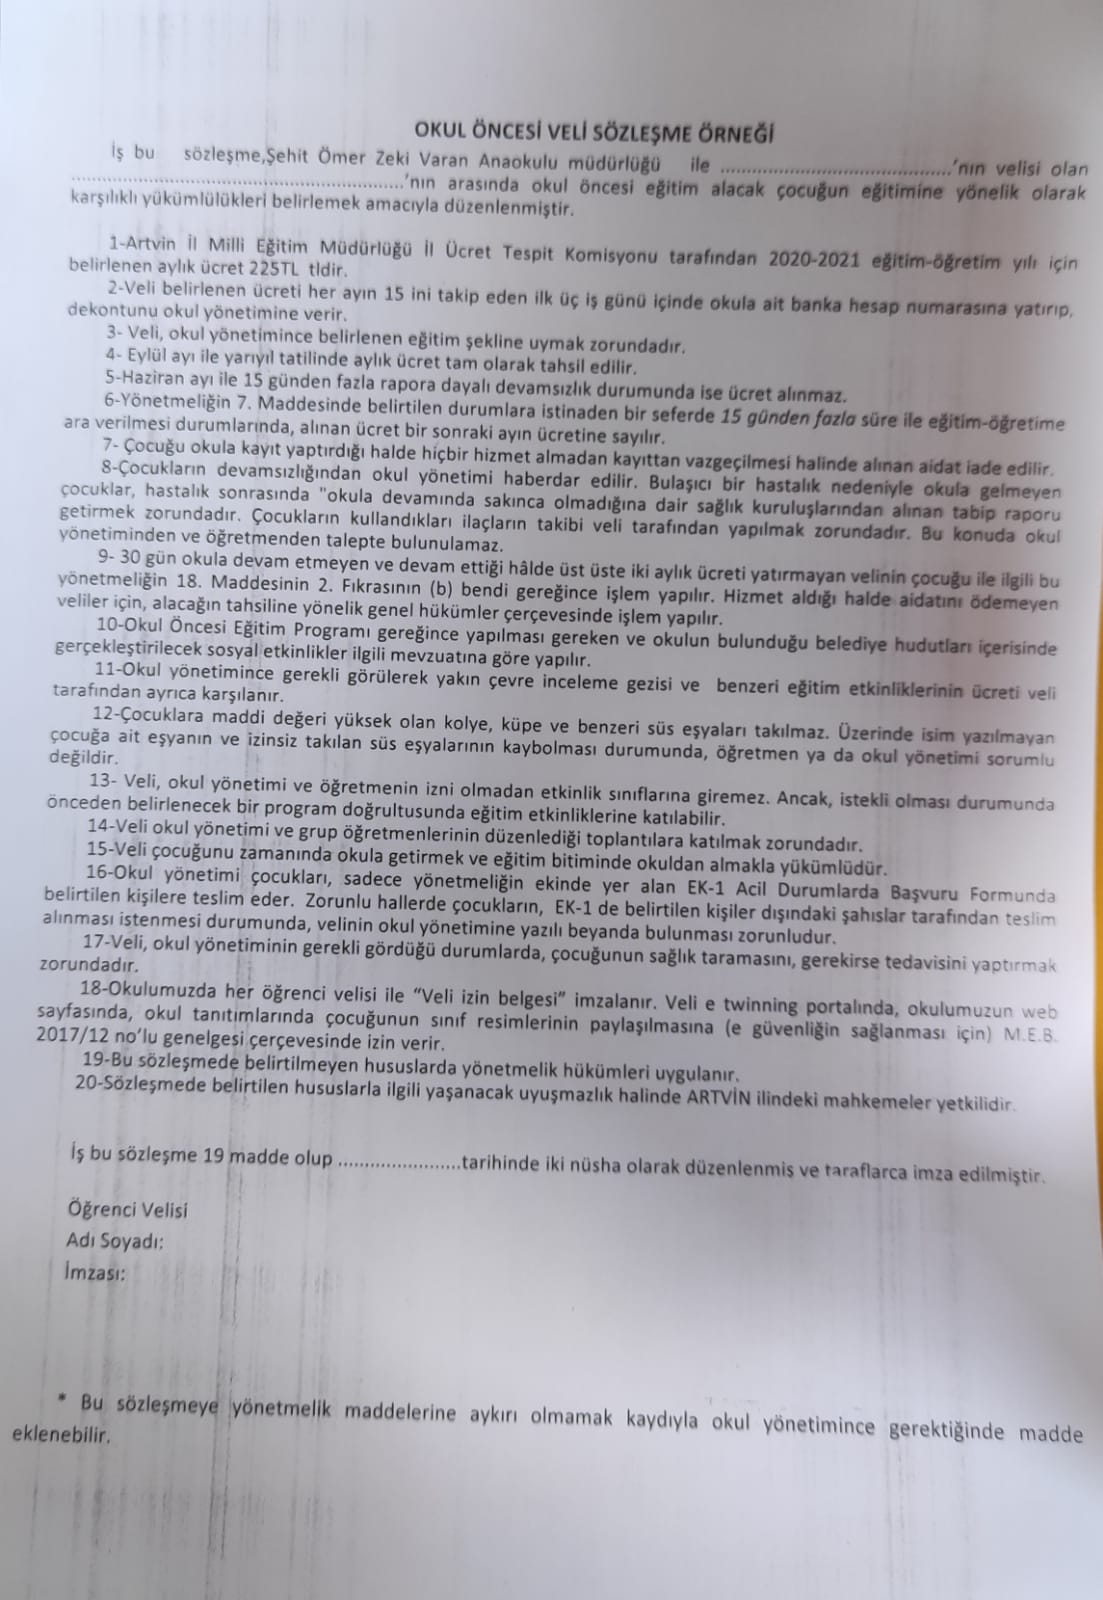 OKUL ÖNCESİ VELİ SÖZLEŞME ÖRNEĞİ
İş bu sözleşme,Şehit Ömer Zeki Varan Anaokulu müdürlüğü ile ............................................'nın velisi olan
..............................................................'nın arasında okul öncesi eğitim alacak çocuğun eğitimine yönelik olarak
karşılıklı yükümlülükleri belirlemek amacıyla düzenlenmiştir.
1-Artvin İl Milli Eğitim Müdürlüğü İl Ücret Tespit Komisyonu tarafından 2020-2021 eğitim-öğretim yılı için
belirlenen aylık ücret 225TL tldir.
2-Veli belirlenen ücreti her ayın 15 ini takip eden ilk üç iş günü içinde okula ait banka hesap numarasına yatırıp,
dekontunu okul yönetimine verir.
3- Veli, okul yönetimince belirlenen eğitim şekline uymak zorundadır.
4- Eylül ayı ile yarıyıl tatilinde aylık ücret tam olarak tahsil edilir.
5-Haziran ayı ile 15 günden fazla rapora dayalı devamsızlık durumunda ise ücret alınmaz.
6-Yönetmeliğin 7. Maddesinde belirtilen durumlara istinaden bir seferde 15 günden fazla süre ile eğitim-öğretime
ara verilmesi durumlarında, alınan ücret bir sonraki ayın ücretine sayılır.
7- Çocuğu okula kayıt yaptırdığı halde hiçbir hizmet almadan kayıttan vazgeçilmesi halinde alınan aidat iade edilir.
8-Çocukların devamsızlığından okul yönetimi haberdar edilir. Bulaşıcı bir hastalık nedeniyle okula gelmeyen
çocuklar, hastalık sonrasında "okula devamında sakınca olmadığına dair sağlık kuruluşlarından alınan tabip raporu
getirmek zorundadır. Çocukların kullandıkları ilaçların takibi veli tarafından yapılmak zorundadır. Bu konuda okul
yönetiminden ve öğretmenden talepte bulunulamaz.
9- 30 gün okula devam etmeyen ve devam ettiği hâlde üst üste iki aylık ücreti yatırmayan velinin çocuğu ile ilgili bu
yönetmeliğin 18. Maddesinin 2. Fıkrasının (b) bendi gereğince işlem yapılır. Hizmet aldığı halde aidatını ödemeyen
veliler için, alacağın tahsiline yönelik genel hükümler çerçevesinde işlem yapılır.
10-Okul Öncesi Eğitim Programı gereğince yapılması gereken ve okulun bulunduğu belediye hudutları içerisinde
gerçekleştirilecek sosyal etkinlikler ilgili mevzuatına göre yapılır.
11-Okul yönetimince gerekli görülerek yakın çevre inceleme gezisi ve benzeri eğitim etkinliklerinin ücreti veli
tarafından ayrıca karşılanır.
12-Çocuklara maddi değeri yüksek olan kolye, küpe ve benzeri süs eşyaları takılmaz. Üzerinde isim yazılmayan
çocuğa ait eşyanın ve izinsiz takılan süs eşyalarının kaybolması durumunda, öğretmen ya da okul yönetimi sorumlu
değildir.
13- Veli, okul yönetimi ve öğretmenin izni olmadan etkinlik sınıflarına giremez. Ancak, istekli olması durumunda
önceden belirlenecek bir program doğrultusunda eğitim etkinliklerine katılabilir.
14-Veli okul yönetimi ve grup öğretmenlerinin düzenlediği toplantılara katılmak zorundadır.
15-Veli çocuğunu zamanında okula getirmek ve eğitim bitiminde okuldan almakla yükümlüdür.
16-Okul yönetimi çocukları, sadece yönetmeliğin ekinde yer alan EK-1 Acil Durumlarda Başvuru Formunda
belirtilen kişilere teslim eder. Zorunlu hallerde çocukların, EK-1 de belirtilen kişiler dışındaki şahıslar tarafından teslim
alınması istenmesi durumunda, velinin okul yönetimine yazılı beyanda bulunması zorunludur.
17-Veli, okul yönetiminin gerekli gördüğü durumlarda, çocuğunun sağlık taramasını, gerekirse tedavisini yaptırmak
zorundadır.
18-Okulumuzda her öğrenci velisi ile “Veli izin belgesi” imzalanır. Veli e twinning portalında, okulumuzun web
sayfasında, okul tanıtımlarında çocuğunun sınıf resimlerinin paylaşılmasına (e güvenliğin sağlanması için) M.E.B.
2017/12 no’lu genelgesi çerçevesinde izin verir.
19-Bu sözleşmede belirtilmeyen hususlarda yönetmelik hükümleri uygulanır.
20-Sözleşmede belirtilen hususlarla ilgili yaşanacak uyuşmazlık halinde ARTVİN ilindeki mahkemeler yetkilidir.
İş bu sözleşme 19 madde olup .......................tarihinde iki nüsha olarak düzenlenmiş ve taraflarca imza edilmiştir.
Öğrenci Velisi
Adı Soyadı:
İmzası:
* Bu sözleşmeye yönetmelik maddelerine aykırı olmamak kaydıyla okul yönetimince gerektiğinde madde
eklenebilir.